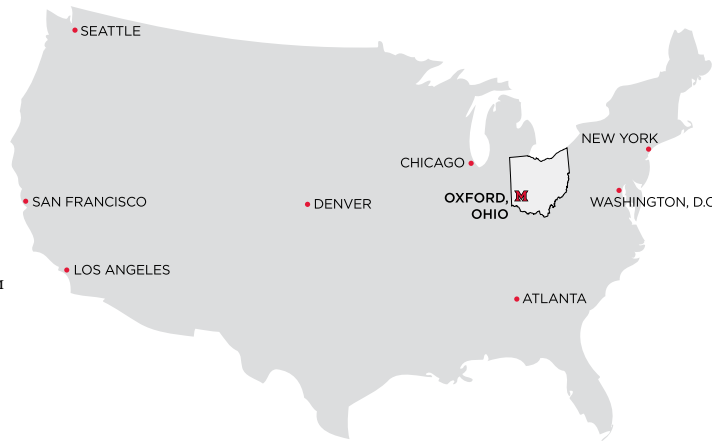 SEATTLE
NEW YORK
CHICAGO
OXFORD,
OHIO
M
WASHINGTON, D.C
SAN FRANCISCO
DENVER
LOS ANGELES
ATLANTA